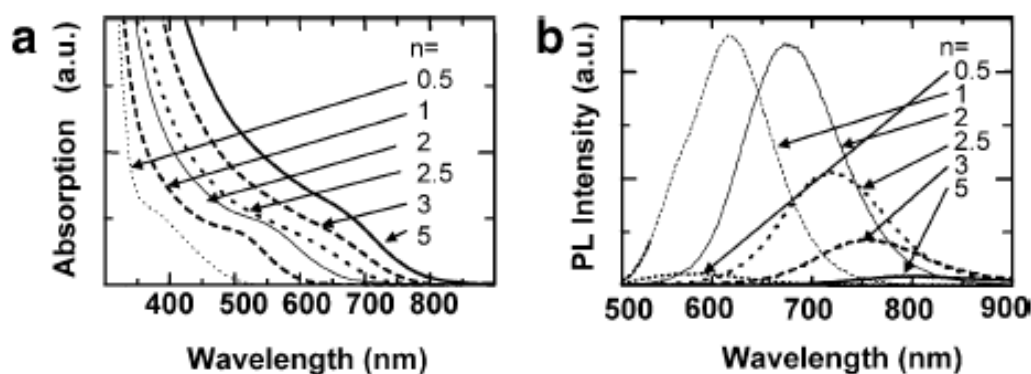 a
Absorption (a.u.)
n=
0.5
1
2
2.5
3
5
400 500 600 700 800
Wavelength (nm)
b
PL Intensity (a.u.)
n=
0.5
1
2
2.5
3
5
500 600 700 800 900
Wavelength (nm)